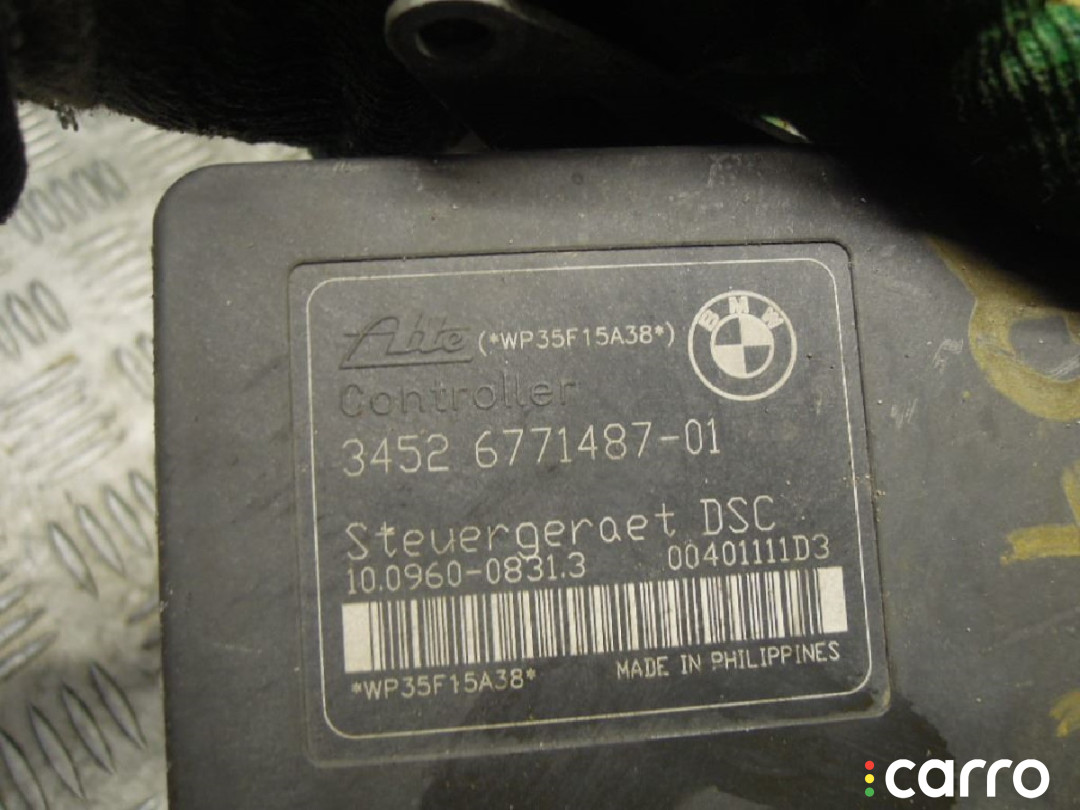 Ate (*WP35F15A38*) BMW
Controller
3452 6771487-01
Steuergeraet DSC
10.0960-0831.3 00401111D3
*WP35F15A38* MADE IN PHILIPPINES
carro